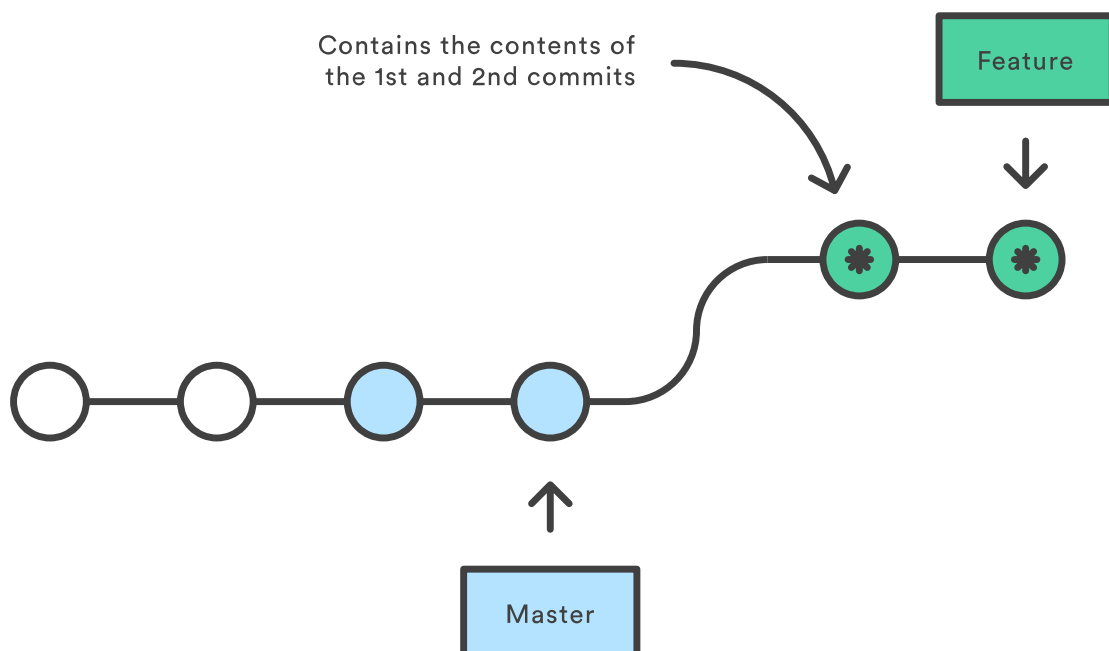 Contains the contents of
the 1st and 2nd commits
Feature
Master